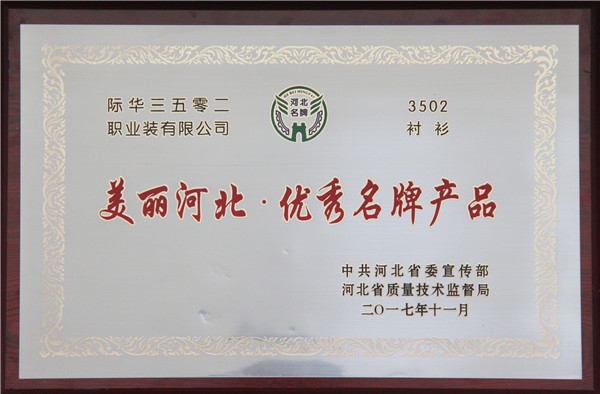 际华三五零二
职业装有限公司
河北
名牌
3502
衬衫
美丽河北·优秀名牌产品
中共河北省委宣传部
河北省质量技术监督局
二〇一七年十一月